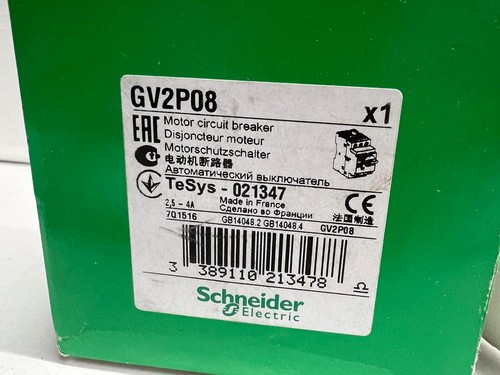 GV2P08 x1
EAC Motor circuit breaker
Disjoncteur moteur
Motorschutzschalter
电动机断路器
Автоматический выключатель
TeSys - 021347
2,5 - 4A Made in France CE
Сделано во Франции 法国制造
7Q1516 GB14048.2 GB14048.4 GV2P08
3 389110 213478
Schneider
Electric